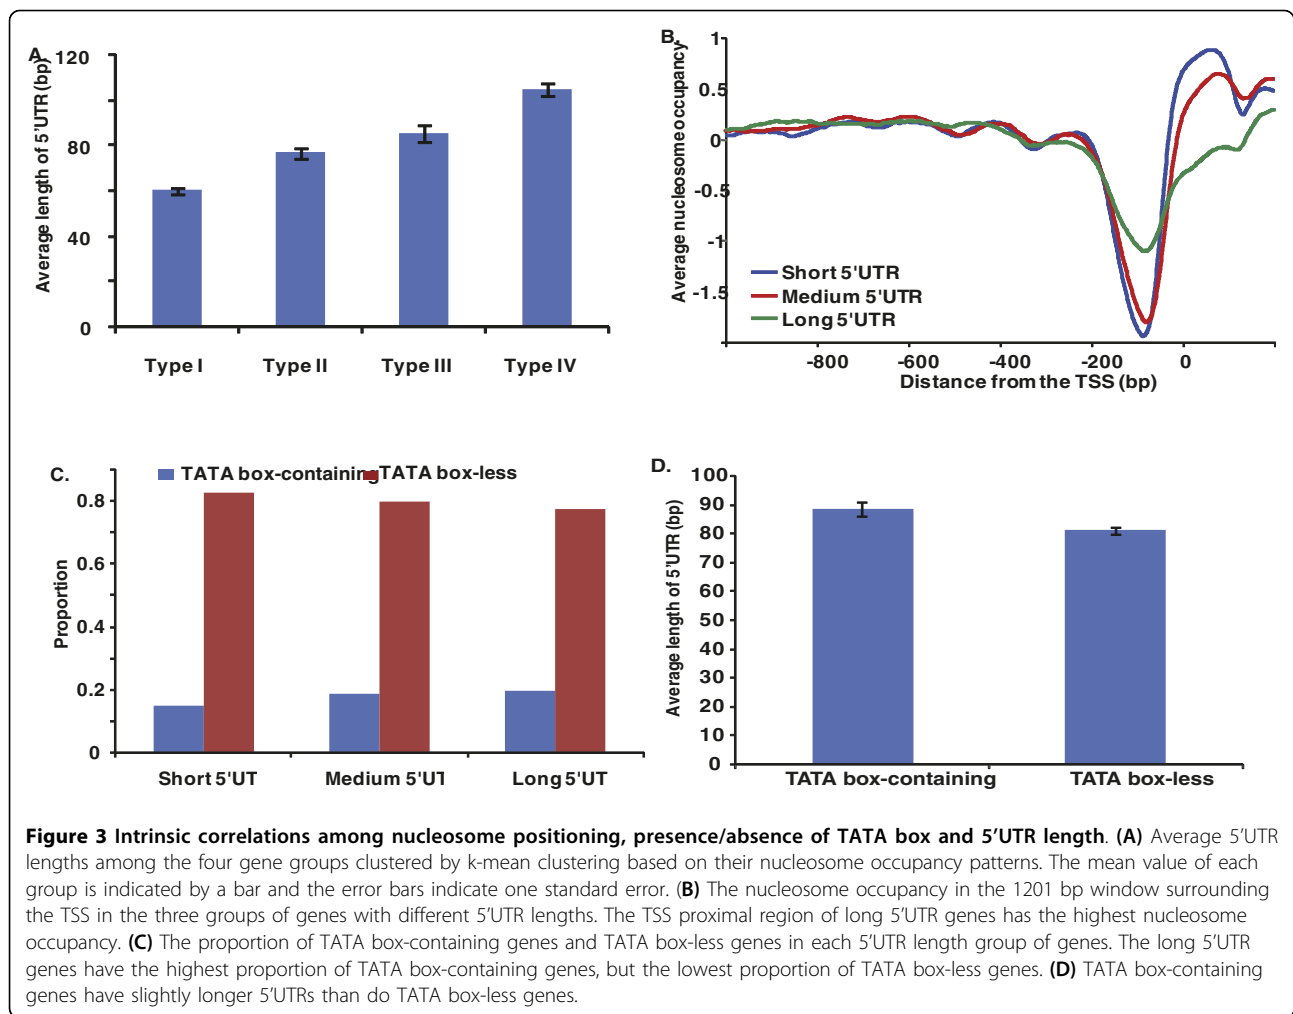 A.
Average length of 5'UTR (bp)
120
80
40
0
Type I Type II Type III Type IV
B.
Average nucleosome occupancy
1
0.5
0
-0.5
-1
-1.5
Short 5'UTR
Medium 5'UTR
Long 5'UTR
-800 -600 -400 -200 0
Distance from the TSS (bp)
C.
TATA box-containing TATA box-less
Proportion
0.8
0.6
0.4
0.2
0
Short 5'UT Medium 5'UT Long 5'UT
D.
Average length of 5'UTR (bp)
100
90
80
70
60
50
40
30
20
10
0
TATA box-containing TATA box-less
Figure 3 Intrinsic correlations among nucleosome positioning, presence/absence of TATA box and 5'UTR length. (A) Average 5'UTR
lengths among the four gene groups clustered by k-mean clustering based on their nucleosome occupancy patterns. The mean value of each
group is indicated by a bar and the error bars indicate one standard error. (B) The nucleosome occupancy in the 1201 bp window surrounding
the TSS in the three groups of genes with different 5'UTR lengths. The TSS proximal region of long 5'UTR genes has the highest nucleosome
occupancy. (C) The proportion of TATA box-containing genes and TATA box-less genes in each 5'UTR length group of genes. The long 5'UTR
genes have the highest proportion of TATA box-containing genes, but the lowest proportion of TATA box-less genes. (D) TATA box-containing
genes have slightly longer 5'UTRs than do TATA box-less genes.